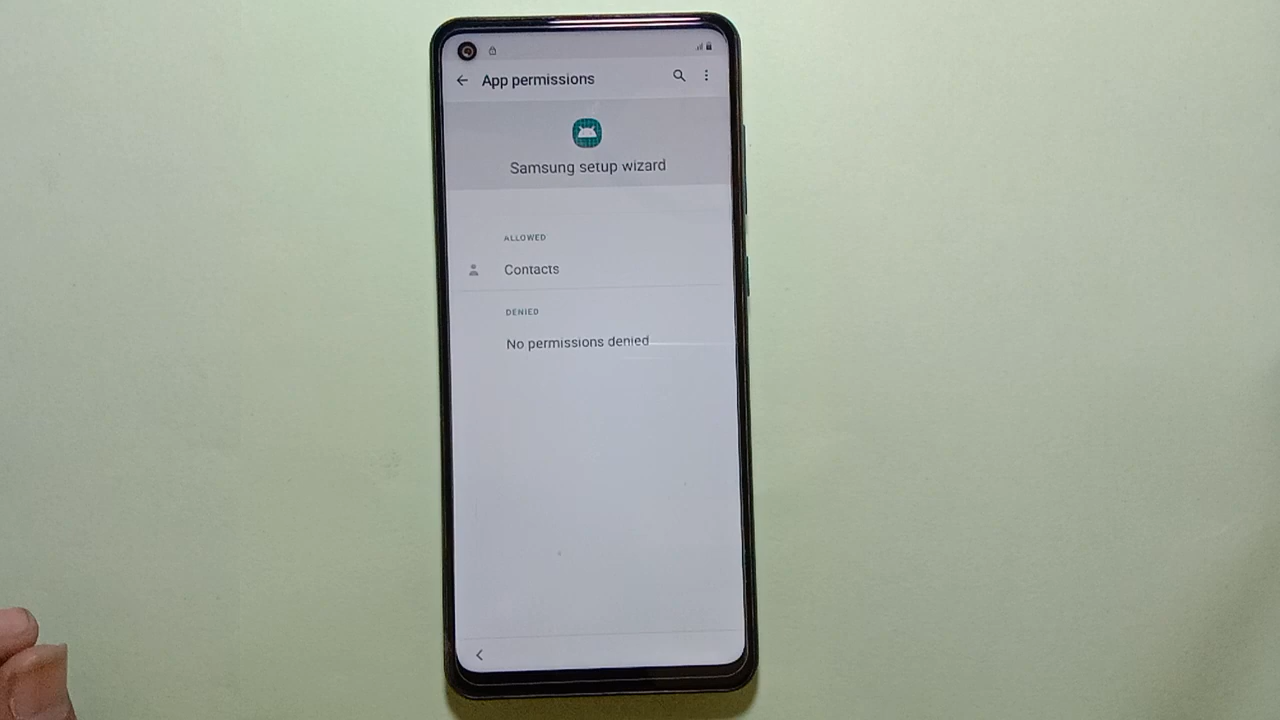 App permissions
Samsung setup wizard
ALLOWED
Contacts
DENIED
No permissions denied